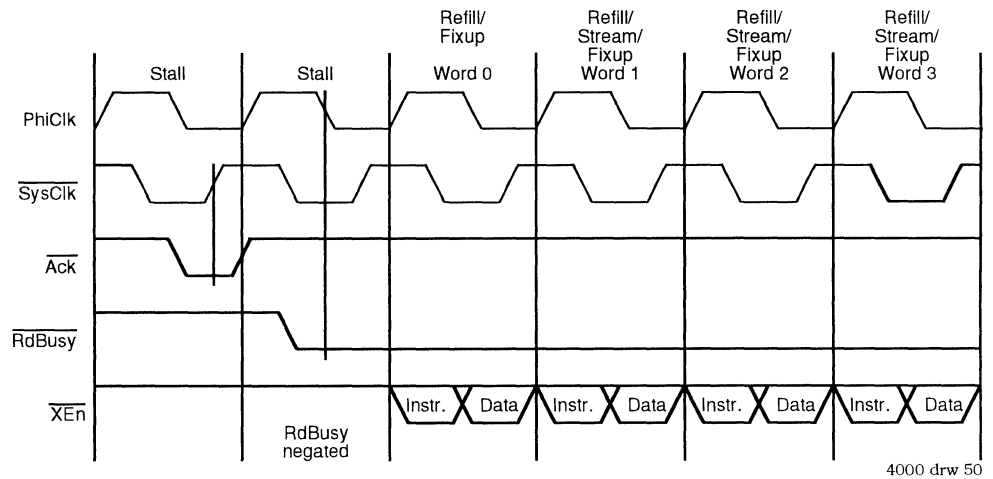 Refill/
Fixup
Word 0
Refill/
Stream/
Fixup
Word 1
Refill/
Stream/
Fixup
Word 2
Refill/
Stream/
Fixup
Word 3
Stall
Stall
PhiClk
SysClk
Ack
RdBusy
XEn
Instr. Data Instr. Data Instr. Data Instr. Data
RdBusy
negated
4000 drw 50